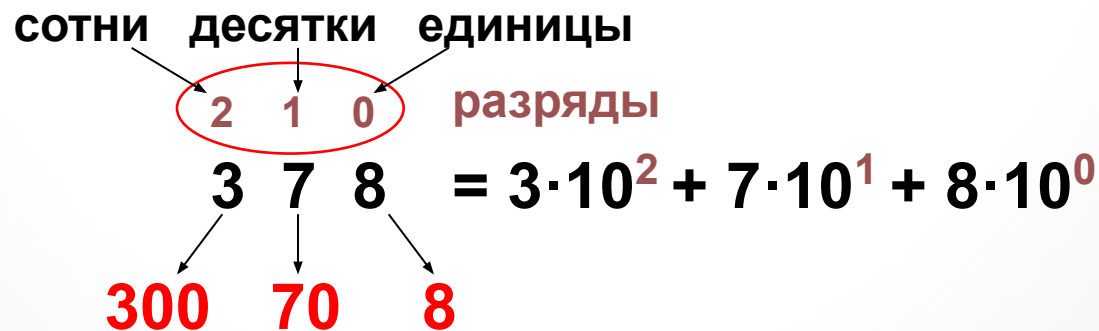 сотни десятки единицы
2 1 0 разряды
3 7 8 = 3·10² + 7·10¹ + 8·10⁰
300 70 8